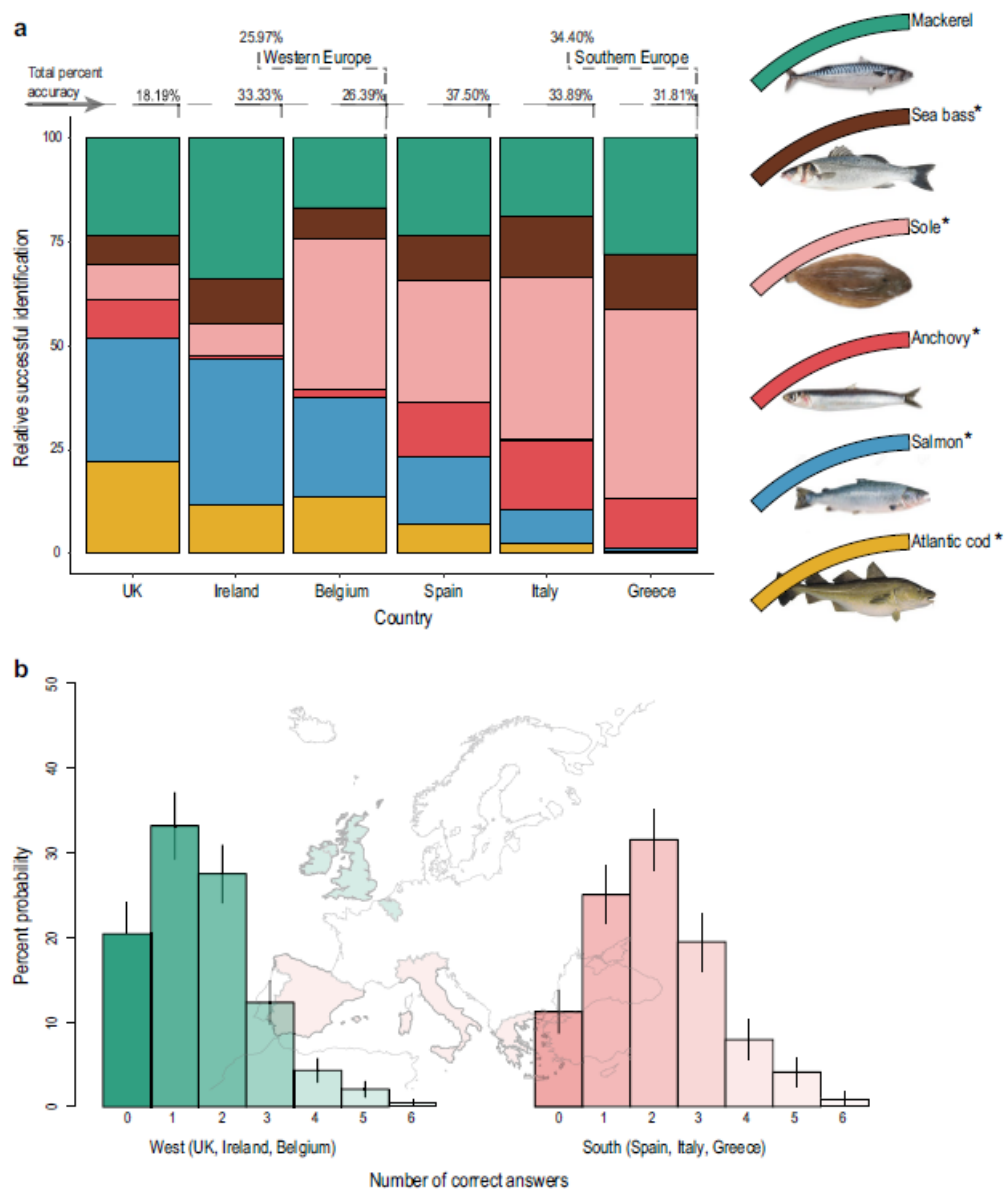 a
25.97%
34.40%
Western Europe
Southern Europe
Total percent
accuracy
18.19%
33.33%
26.39%
37.50%
33.89%
31.81%
Relative successful identification
100
75
50
25
0
UK
Ireland
Belgium
Spain
Italy
Greece
Country
Mackerel
Sea bass*
Sole*
Anchovy*
Salmon*
Atlantic cod*
b
Percent probability
50
40
30
20
10
0
0 1 2 3 4 5 6
0 1 2 3 4 5 6
West (UK, Ireland, Belgium)
South (Spain, Italy, Greece)
Number of correct answers